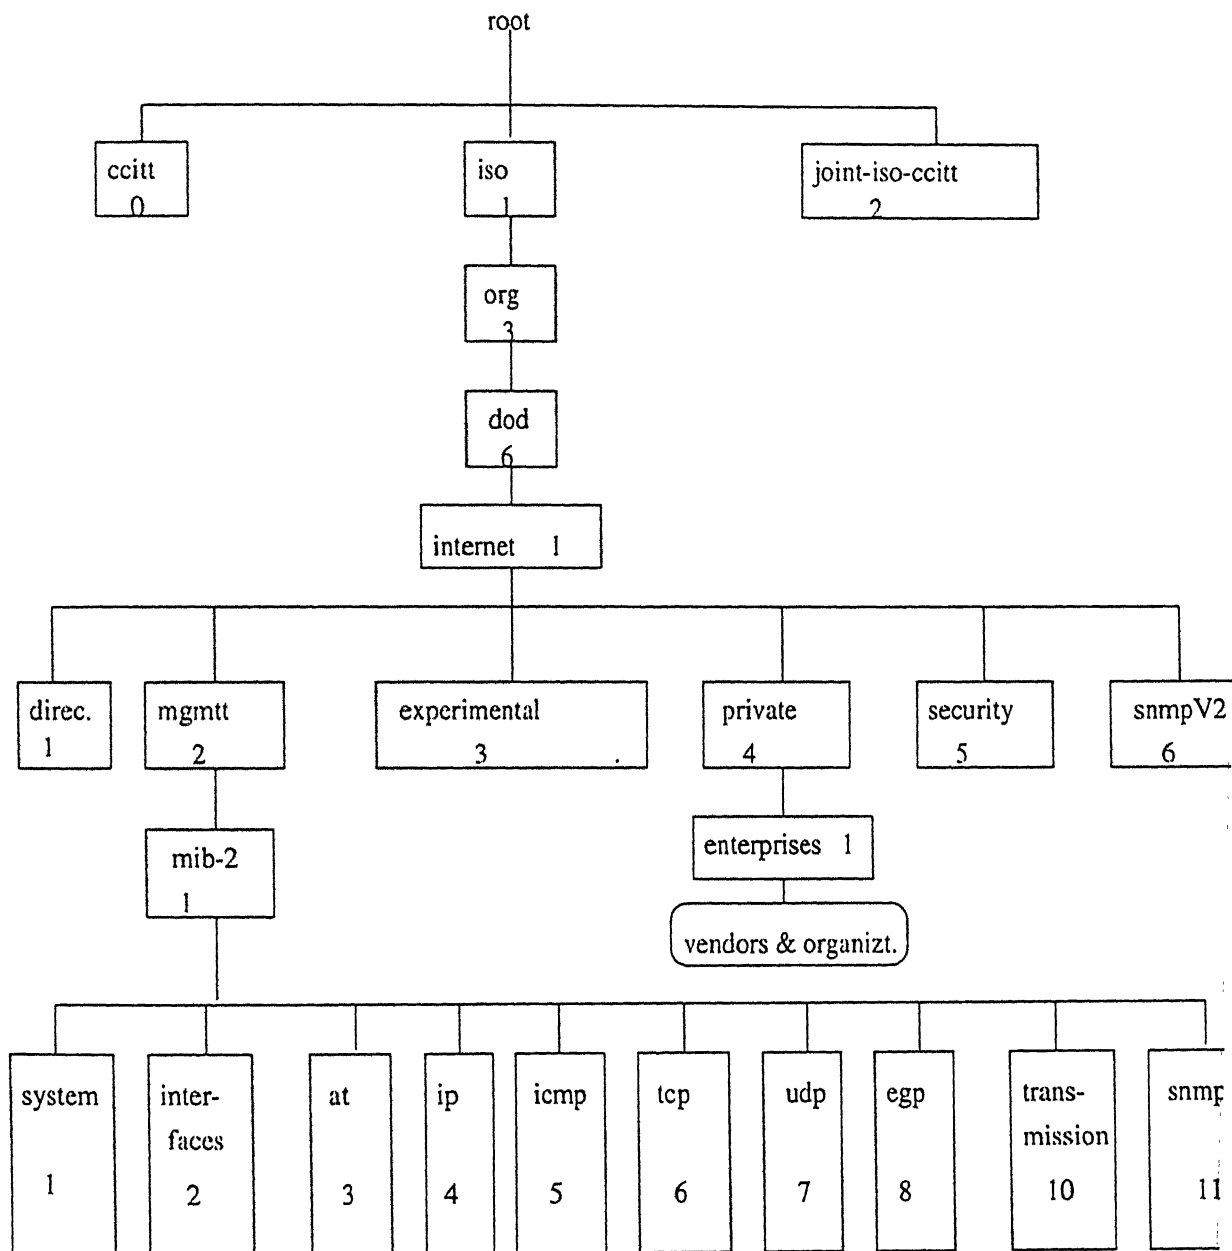 root
ccitt
0
iso
1
joint-iso-ccitt
2
org
3
dod
6
internet 1
direc.
1
mgmtt
2
experimental
3
private
4
security
5
snmpV2
6
mib-2
1
enterprises 1
vendors & organizt.
system
1
inter-
faces
2
at
3
ip
4
icmp
5
tcp
6
udp
7
egp
8
trans-
mission
10
snmp
11